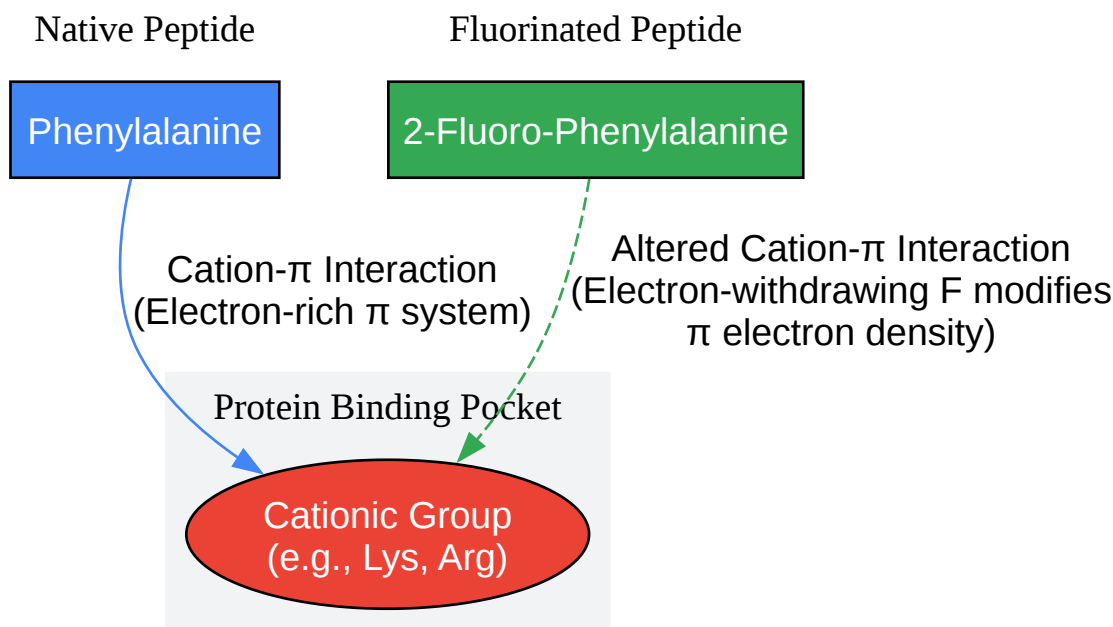 Native Peptide
Fluorinated Peptide
Phenylalanine
2-Fluoro-Phenylalanine
Cation-π Interaction
(Electron-rich π system)
Altered Cation-π Interaction
(Electron-withdrawing F modifies
π electron density)
Protein Binding Pocket
Cationic Group
(e.g., Lys, Arg)